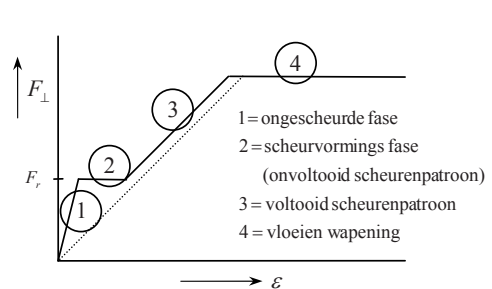 F⊥
4
3
1 = ongescheurde fase
2 = scheurvormings fase
(onvoltooid scheurenpatroon)
3 = voltooid scheurenpatroon
4 = vloeien wapening
2
F_r
1
ε